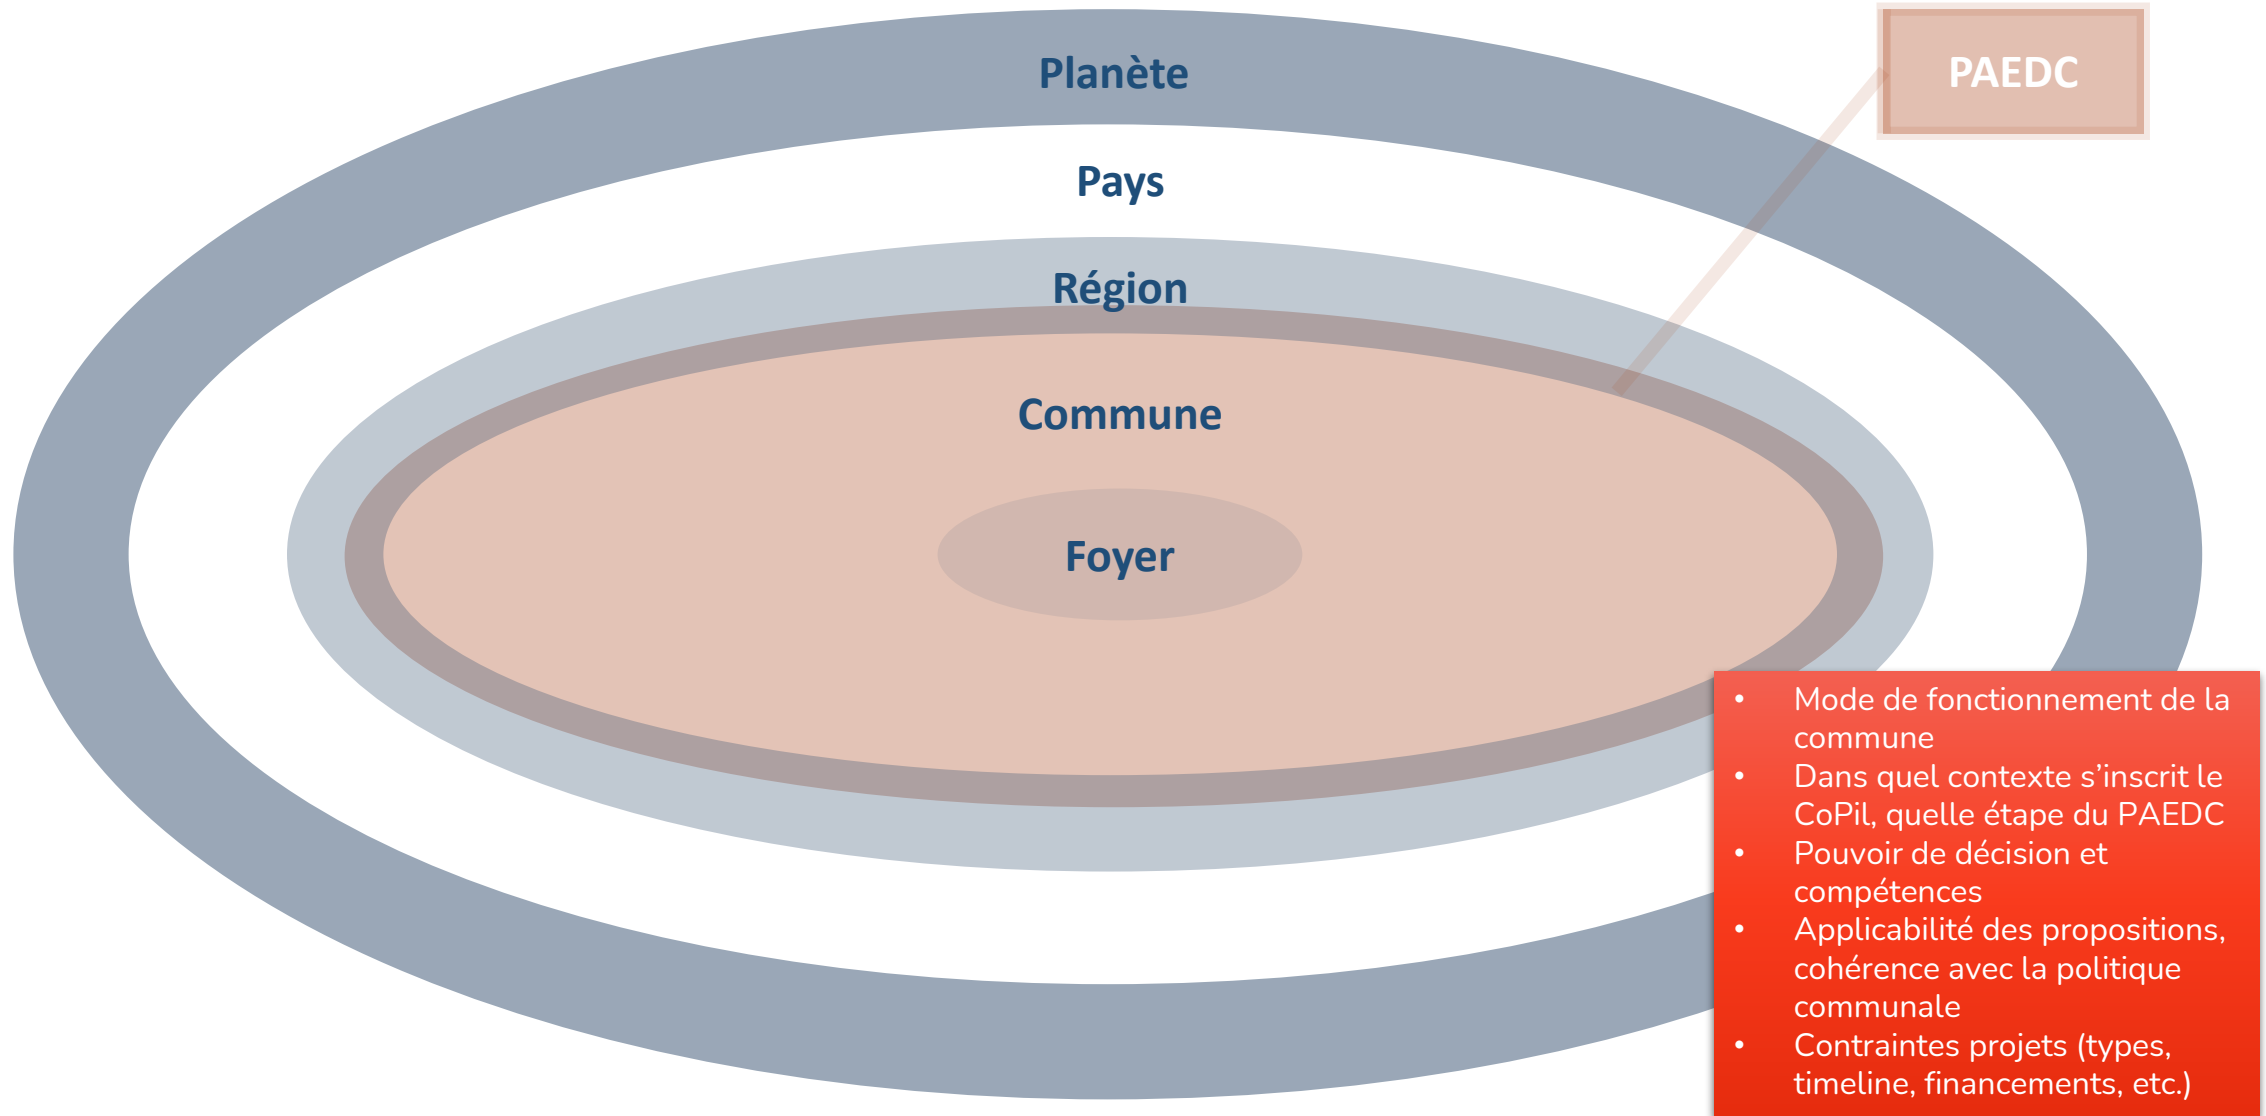 Planète
PAEDC
Pays
Région
Commune
Foyer
• Mode de fonctionnement de la
commune
• Dans quel contexte s’inscrit le
CoPil, quelle étape du PAEDC
• Pouvoir de décision et
compétences
• Applicabilité des propositions,
cohérence avec la politique
communale
• Contraintes projets (types,
timeline, financements, etc.)